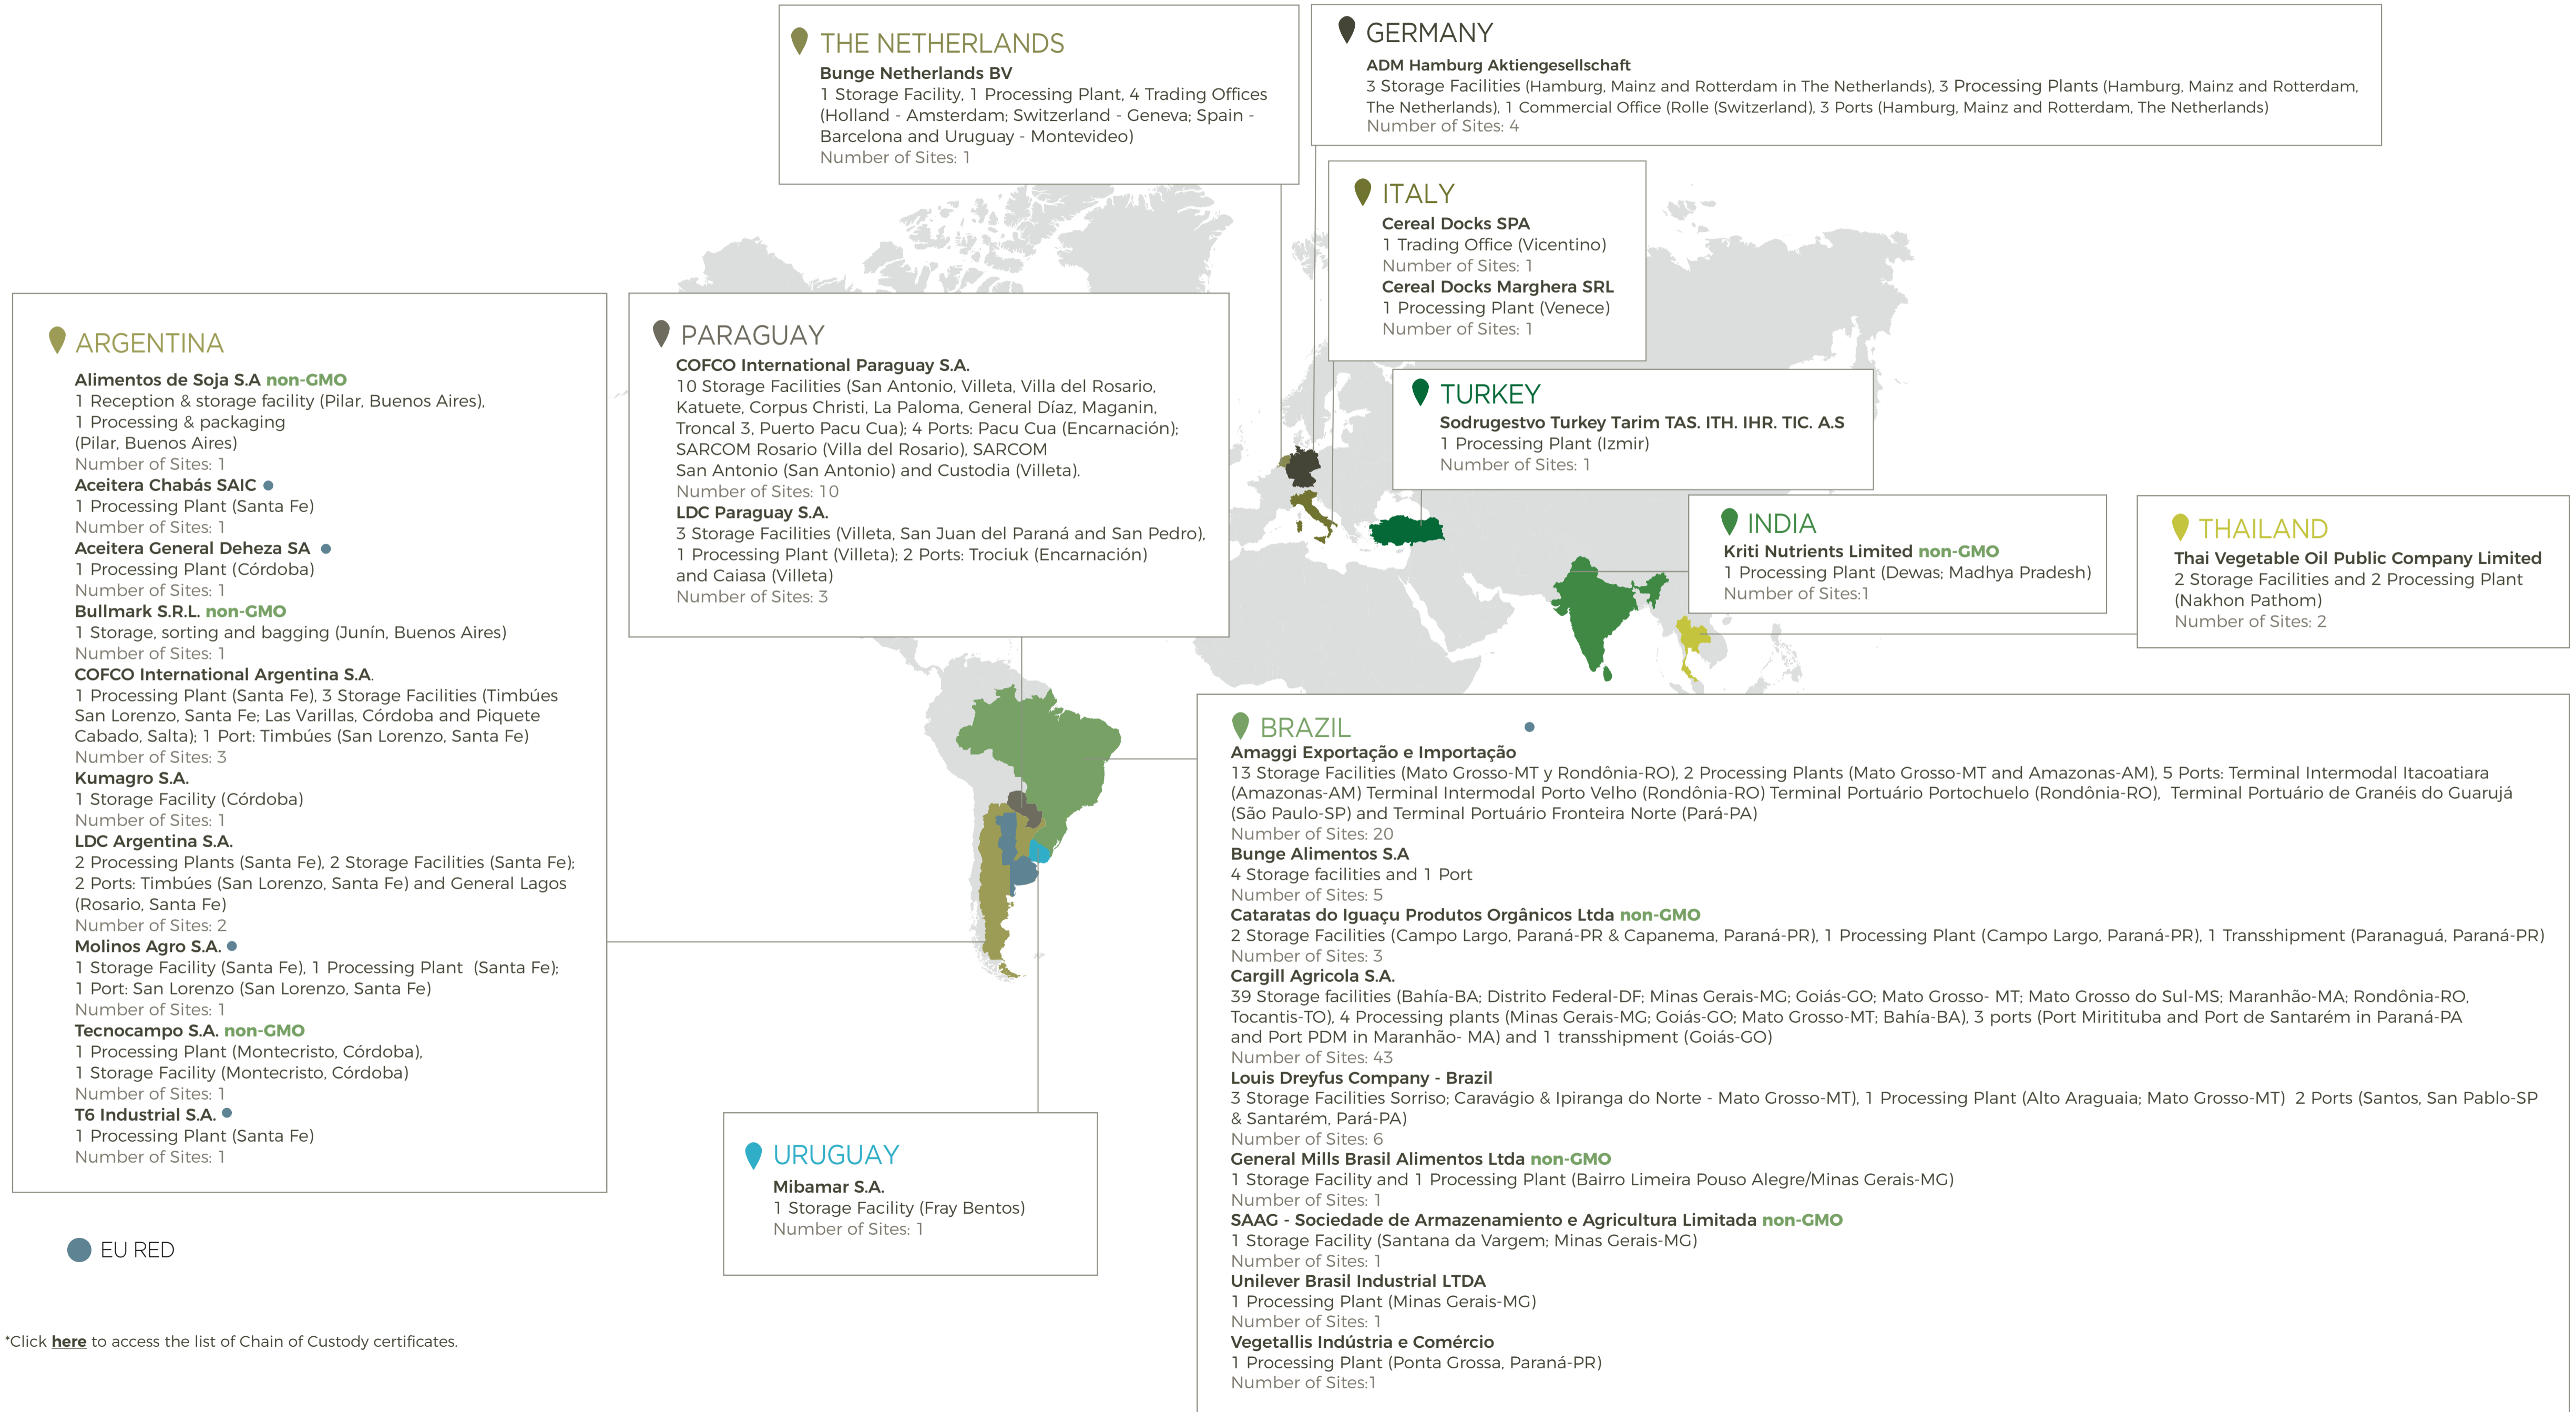 THE NETHERLANDS
Bunge Netherlands BV
1 Storage Facility, 1 Processing Plant, 4 Trading Offices
(Holland - Amsterdam; Switzerland - Geneva; Spain -
Barcelona and Uruguay - Montevideo)
Number of Sites: 1
GERMANY
ADM Hamburg Aktiengesellschaft
3 Storage Facilities (Hamburg, Mainz and Rotterdam in The Netherlands), 3 Processing Plants (Hamburg, Mainz and Rotterdam,
The Netherlands), 1 Commercial Office (Rolle (Switzerland), 3 Ports (Hamburg, Mainz and Rotterdam, The Netherlands)
Number of Sites: 4
ITALY
Cereal Docks SPA
1 Trading Office (Vicentino)
Number of Sites: 1
Cereal Docks Marghera SRL
1 Processing Plant (Venece)
Number of Sites: 1
ARGENTINA
Alimentos de Soja S.A non-GMO
1 Reception & storage facility (Pilar, Buenos Aires),
1 Processing & packaging
(Pilar, Buenos Aires)
Number of Sites: 1
Aceitera Chabás SAIC
1 Processing Plant (Santa Fe)
Number of Sites: 1
Aceitera General Deheza SA
1 Processing Plant (Córdoba)
Number of Sites: 1
Bullmark S.R.L. non-GMO
1 Storage, sorting and bagging (Junín, Buenos Aires)
Number of Sites: 1
COFCO International Argentina S.A.
1 Processing Plant (Santa Fe), 3 Storage Facilities (Timbúes
San Lorenzo, Santa Fe; Las Varillas, Córdoba and Piquete
Cabado, Salta); 1 Port: Timbúes (San Lorenzo, Santa Fe)
Number of Sites: 3
Kumagro S.A.
1 Storage Facility (Córdoba)
Number of Sites: 1
LDC Argentina S.A.
2 Processing Plants (Santa Fe), 2 Storage Facilities (Santa Fe);
2 Ports: Timbúes (San Lorenzo, Santa Fe) and General Lagos
(Rosario, Santa Fe)
Number of Sites: 2
Molinos Agro S.A.
1 Storage Facility (Santa Fe), 1 Processing Plant (Santa Fe);
1 Port: San Lorenzo (San Lorenzo, Santa Fe)
Number of Sites: 1
Tecnocampo S.A. non-GMO
1 Processing Plant (Montecristo, Córdoba),
1 Storage Facility (Montecristo, Córdoba)
Number of Sites: 1
T6 Industrial S.A.
1 Processing Plant (Santa Fe)
Number of Sites: 1
PARAGUAY
COFCO International Paraguay S.A.
10 Storage Facilities (San Antonio, Villeta, Villa del Rosario,
Katuete, Corpus Christi, La Paloma, General Díaz, Maganin,
Troncal 3, Puerto Pacu Cua); 4 Ports: Pacu Cua (Encarnación);
SARCOM Rosario (Villa del Rosario), SARCOM
San Antonio (San Antonio) and Custodia (Villeta).
Number of Sites: 10
LDC Paraguay S.A.
3 Storage Facilities (Villeta, San Juan del Paraná and San Pedro),
1 Processing Plant (Villeta); 2 Ports: Trociuk (Encarnación)
and Caiasa (Villeta)
Number of Sites: 3
TURKEY
Sodrugestvo Turkey Tarim TAS. ITH. IHR. TIC. A.S
1 Processing Plant (Izmir)
Number of Sites: 1
INDIA
Kriti Nutrients Limited non-GMO
1 Processing Plant (Dewas; Madhya Pradesh)
Number of Sites:1
THAILAND
Thai Vegetable Oil Public Company Limited
2 Storage Facilities and 2 Processing Plant
(Nakhon Pathom)
Number of Sites: 2
BRAZIL
Amaggi Exportação e Importação
13 Storage Facilities (Mato Grosso-MT y Rondônia-RO), 2 Processing Plants (Mato Grosso-MT and Amazonas-AM), 5 Ports: Terminal Intermodal Itacoatiara
(Amazonas-AM) Terminal Intermodal Porto Velho (Rondônia-RO) Terminal Portuário Portochuelo (Rondônia-RO), Terminal Portuário de Granéis do Guarujá
(São Paulo-SP) and Terminal Portuário Fronteira Norte (Pará-PA)
Number of Sites: 20
Bunge Alimentos S.A
4 Storage facilities and 1 Port
Number of Sites: 5
Cataratas do Iguaçu Produtos Orgânicos Ltda non-GMO
2 Storage Facilities (Campo Largo, Paraná-PR & Capanema, Paraná-PR), 1 Processing Plant (Campo Largo, Paraná-PR), 1 Transshipment (Paranaguá, Paraná-PR)
Number of Sites: 3
Cargill Agricola S.A.
39 Storage facilities (Bahía-BA; Distrito Federal-DF; Minas Gerais-MG; Goiás-GO; Mato Grosso- MT; Mato Grosso do Sul-MS; Maranhão-MA; Rondônia-RO,
Tocantis-TO), 4 Processing plants (Minas Gerais-MG; Goiás-GO; Mato Grosso-MT; Bahía-BA), 3 ports (Port Miritituba and Port de Santarém in Paraná-PA
and Port PDM in Maranhão- MA) and 1 transshipment (Goiás-GO)
Number of Sites: 43
Louis Dreyfus Company - Brazil
3 Storage Facilities Sorriso; Caravágio & Ipiranga do Norte - Mato Grosso-MT), 1 Processing Plant (Alto Araguaia; Mato Grosso-MT) 2 Ports (Santos, San Pablo-SP
& Santarém, Pará-PA)
Number of Sites: 6
General Mills Brasil Alimentos Ltda non-GMO
1 Storage Facility and 1 Processing Plant (Bairro Limeira Pouso Alegre/Minas Gerais-MG)
Number of Sites: 1
SAAG - Sociedade de Armazenamiento e Agricultura Limitada non-GMO
1 Storage Facility (Santana da Vargem; Minas Gerais-MG)
Number of Sites: 1
Unilever Brasil Industrial LTDA
1 Processing Plant (Minas Gerais-MG)
Number of Sites: 1
Vegetallis Indústria e Comércio
1 Processing Plant (Ponta Grossa, Paraná-PR)
Number of Sites:1
URUGUAY
Mibamar S.A.
1 Storage Facility (Fray Bentos)
Number of Sites: 1
EU RED
*Click here to access the list of Chain of Custody certificates.